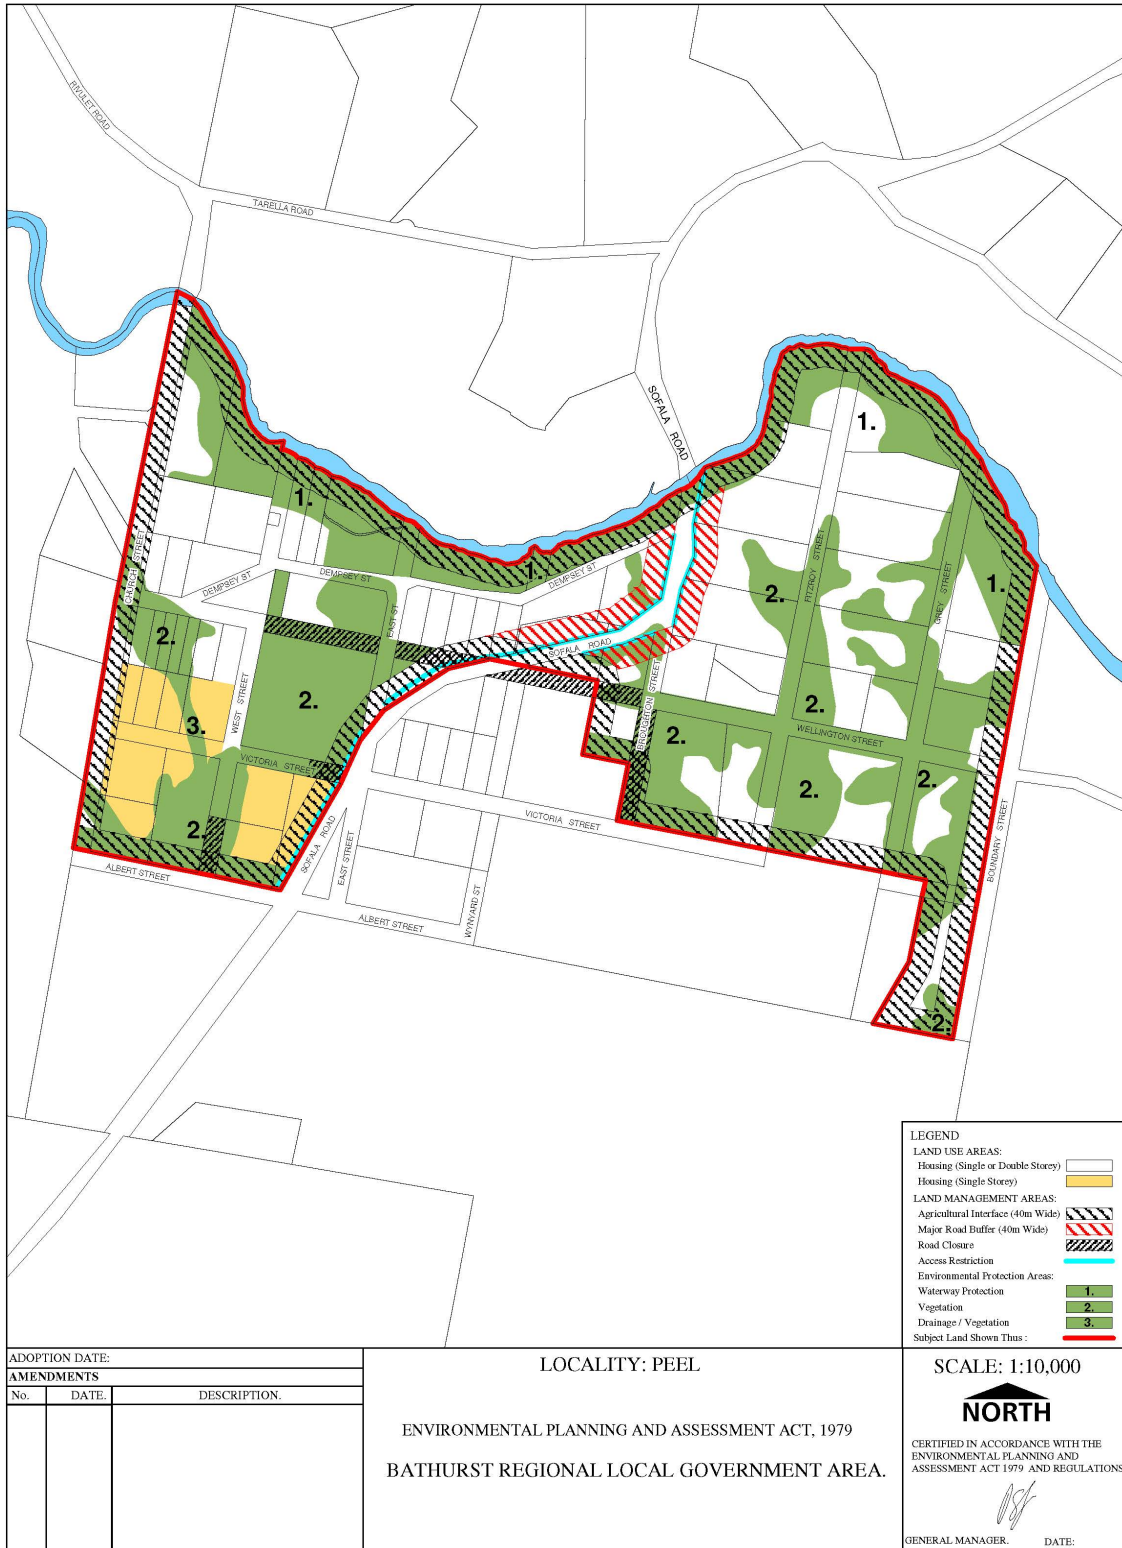 RIVULET ROAD
TARELLA ROAD
SOFALA ROAD
1.
1.
1.
1.
CHURCH STREET
DEMPSEY ST
DEMPSEY ST
DEMPSEY ST
EAST ST
SOFALA ROAD
FITZROY STREET
GREY STREET
2.
2.
2.
2.
2.
2.
2.
2.
2.
3.
WEST STREET
VICTORIA STREET
BROUGHTON STREET
WELLINGTON STREET
VICTORIA STREET
BOUNDARY STREET
ALBERT STREET
SOFALA ROAD
EAST STREET
WYNYARD ST
ALBERT STREET
LEGEND
LAND USE AREAS:
Housing (Single or Double Storey)
Housing (Single Storey)
LAND MANAGEMENT AREAS:
Agricultural Interface (40m Wide)
Major Road Buffer (40m Wide)
Road Closure
Access Restriction
Environmental Protection Areas:
Waterway Protection 1.
Vegetation 2.
Drainage / Vegetation 3.
Subject Land Shown Thus :
ADOPTION DATE:
AMENDMENTS
No. DATE. DESCRIPTION.
LOCALITY: PEEL
ENVIRONMENTAL PLANNING AND ASSESSMENT ACT, 1979
BATHURST REGIONAL LOCAL GOVERNMENT AREA.
SCALE: 1:10,000
NORTH
CERTIFIED IN ACCORDANCE WITH THE
ENVIRONMENTAL PLANNING AND
ASSESSMENT ACT 1979 AND REGULATIONS
GENERAL MANAGER. DATE: